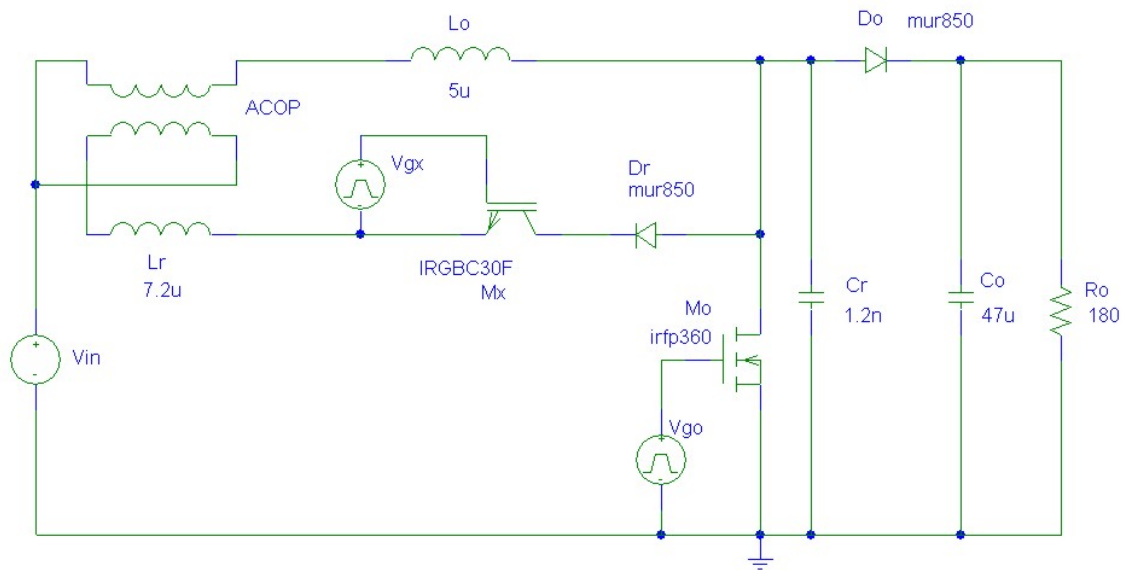 Lo
5u
Do
mur850
ACOP
Vgx
+
-
Dr
mur850
Lr
7.2u
IRGBC30F
Mx
Mo
irfp360
Cr
1.2n
Co
47u
Ro
180
+
Vin
-
Vgo
+
-